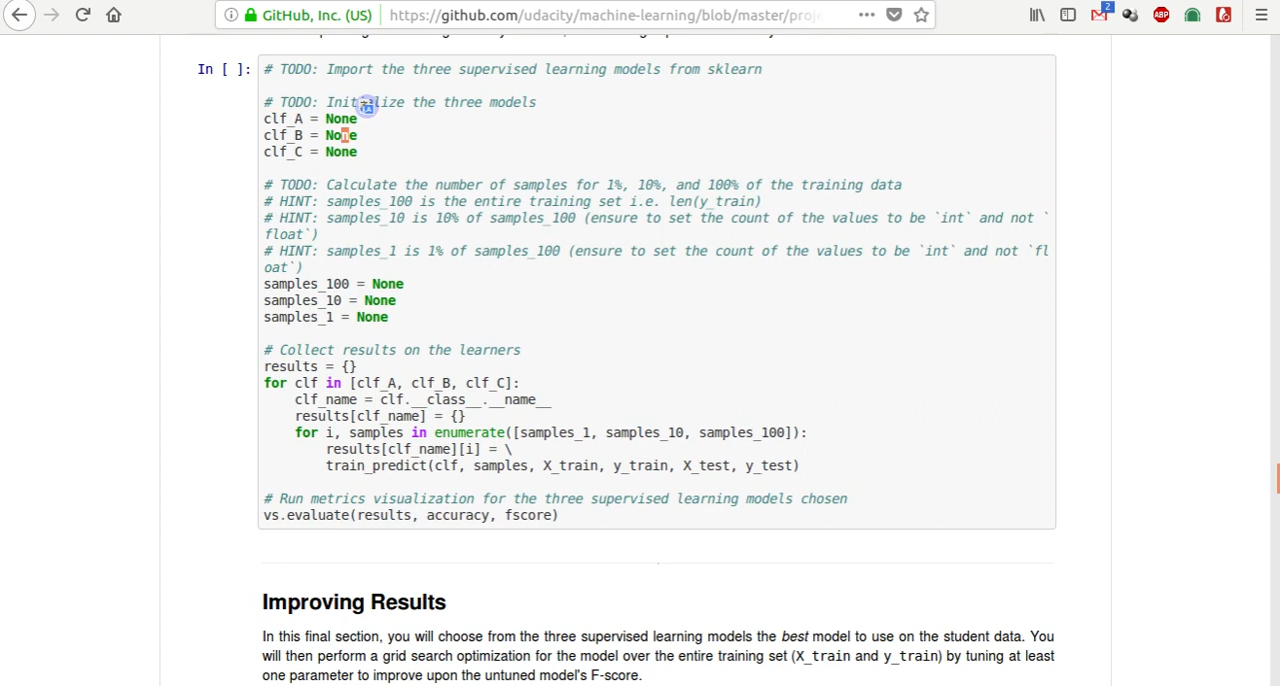 GitHub, Inc. (US) https://github.com/udacity/machine-learning/blob/master/proje
2
ABP
In [ ]:
# TODO: Import the three supervised learning models from sklearn
# TODO: Initialize the three models
clf_A = None
clf_B = None
clf_C = None
# TODO: Calculate the number of samples for 1%, 10%, and 100% of the training data
# HINT: samples_100 is the entire training set i.e. len(y_train)
# HINT: samples_10 is 10% of samples_100 (ensure to set the count of the values to be `int` and not `
float`)
# HINT: samples_1 is 1% of samples_100 (ensure to set the count of the values to be `int` and not `fl
oat`)
samples_100 = None
samples_10 = None
samples_1 = None
# Collect results on the learners
results = {}
for clf in [clf_A, clf_B, clf_C]:
    clf_name = clf.__class__.__name__
    results[clf_name] = {}
    for i, samples in enumerate([samples_1, samples_10, samples_100]):
        results[clf_name][i] = \
        train_predict(clf, samples, X_train, y_train, X_test, y_test)
# Run metrics visualization for the three supervised learning models chosen
vs.evaluate(results, accuracy, fscore)
Improving Results
In this final section, you will choose from the three supervised learning models the best model to use on the student data. You
will then perform a grid search optimization for the model over the entire training set (X_train and y_train) by tuning at least
one parameter to improve upon the untuned model's F-score.